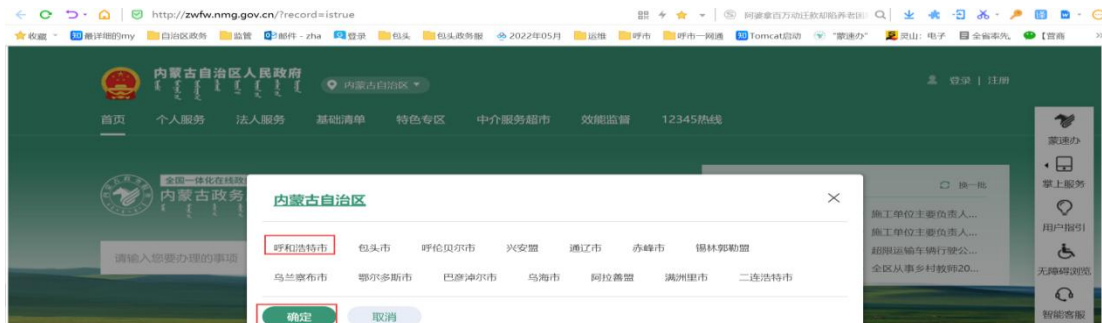 http://zwfw.nmg.gov.cn/?record=istrue
收藏 最详细的my 自治区政务 监管 邮件 - zha 登录 包头 包头政务服 2022年05月 运维 呼市 呼市一网通 Tomcat启动 "蒙速办" 灵山：电子 全省率先, 【营商
内蒙古自治区人民政府
内蒙古自治区
登录 | 注册
首页 个人服务 法人服务 基础清单 特色专区 中介服务超市 效能监督 12345热线
蒙速办
全国一体化在线政
内蒙古政务
换一批
掌上服务
内蒙古自治区
施工单位主要负责人...
施工单位主要负责人...
用户指引
呼和浩特市 包头市 呼伦贝尔市 兴安盟 通辽市 赤峰市 锡林郭勒盟
请输入您要办理的事项
超限运输车辆行驶公...
全区从事乡村教师20...
无障碍浏览
乌兰察布市 鄂尔多斯市 巴彦淖尔市 乌海市 阿拉善盟 满洲里市 二连浩特市
确定 取消
智能客服